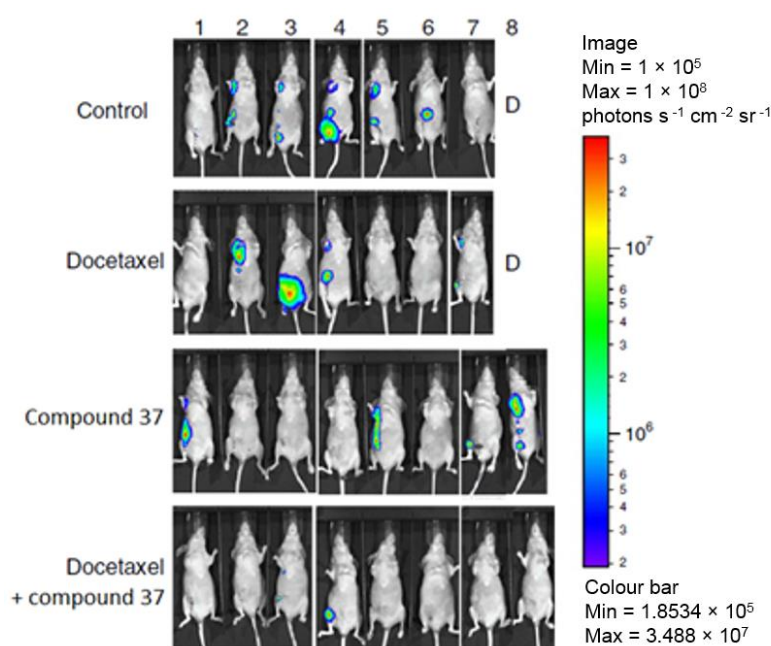 1 2 3 4 5 6 7 8
Control
D
Docetaxel
D
Compound 37
Docetaxel
+ compound 37
Image
Min = 1 × 10⁵
Max = 1 × 10⁸
photons s⁻¹ cm⁻² sr⁻¹
3
2
10⁷
6
5
4
3
2
10⁶
6
5
4
3
2
Colour bar
Min = 1.8534 × 10⁵
Max = 3.488 × 10⁷